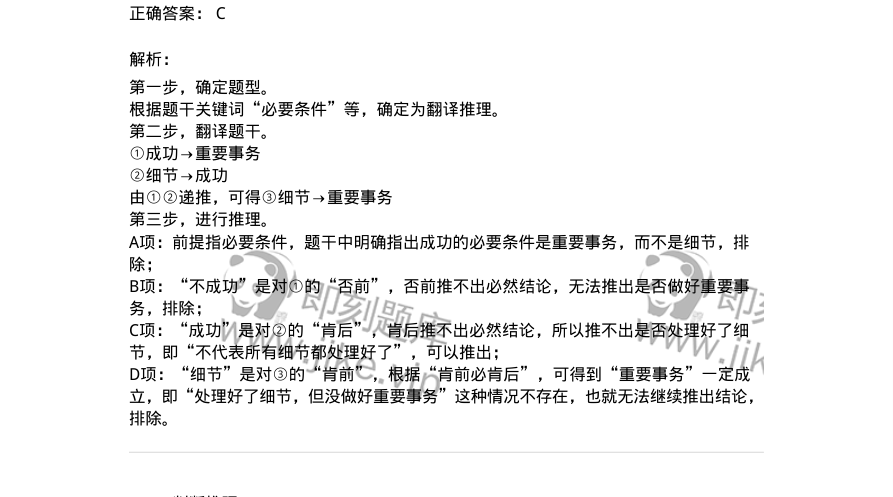 正确答案： C
解析：
第一步，确定题型。
根据题干关键词“必要条件”等，确定为翻译推理。
第二步，翻译题干。
①成功→重要事务
②细节→成功
由①②递推，可得③细节→重要事务
第三步，进行推理。
A项：前提指必要条件，题干中明确指出成功的必要条件是重要事务，而不是细节，排
除；
B项：“不成功”是对①的“否前”，否前推不出必然结论，无法推出是否做好重要事
务，排除；
C项：“成功”是对②的“肯后”，肯后推不出必然结论，所以推不出是否处理好了细
节，即“不代表所有细节都处理好了”，可以推出；
D项：“细节”是对③的“肯前”，根据“肯前必肯后”，可得到“重要事务”一定成
立，即“处理好了细节，但没做好重要事务”这种情况不存在，也就无法继续推出结论，
排除。
即刻题库
www.jike.vip
即刻
www.jike